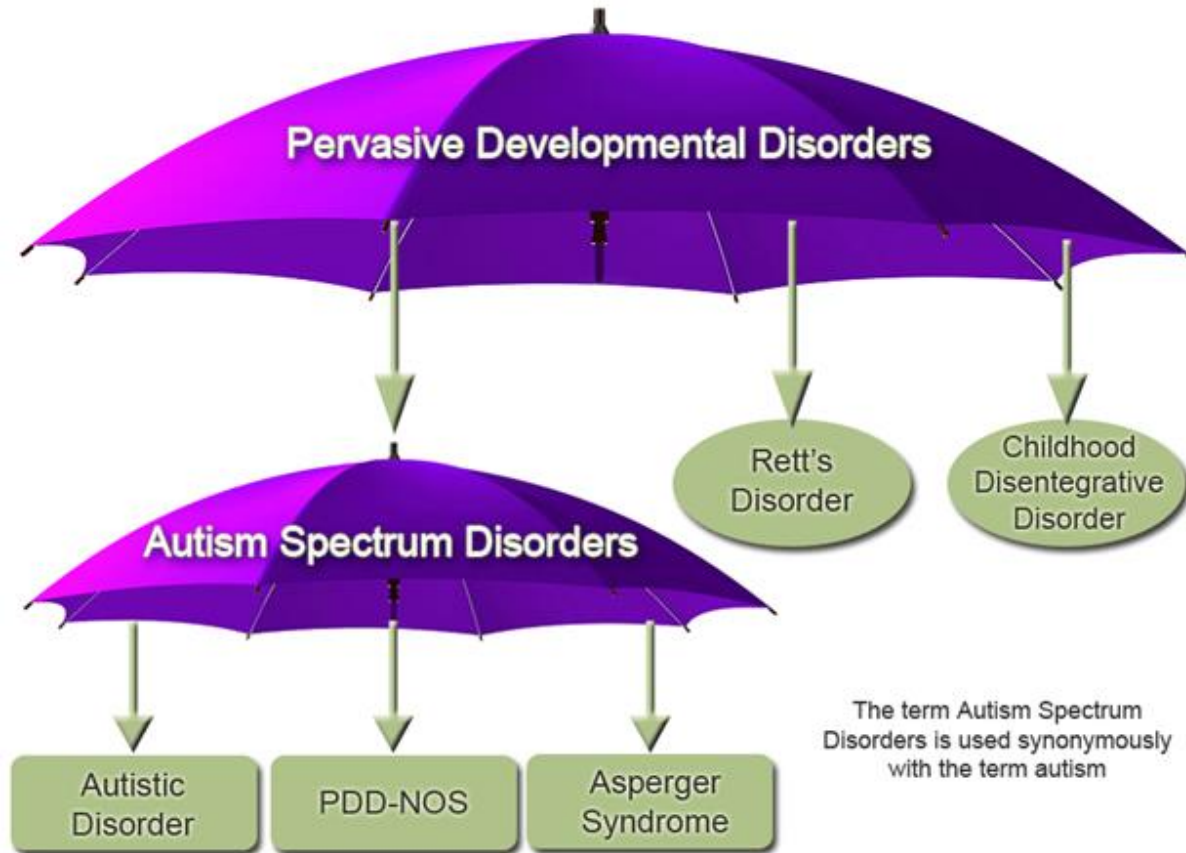 Pervasive Developmental Disorders
Rett's
Disorder
Childhood
Disentegrative
Disorder
Autism Spectrum Disorders
Autistic
Disorder
PDD-NOS
Asperger
Syndrome
The term Autism Spectrum
Disorders is used synonymously
with the term autism